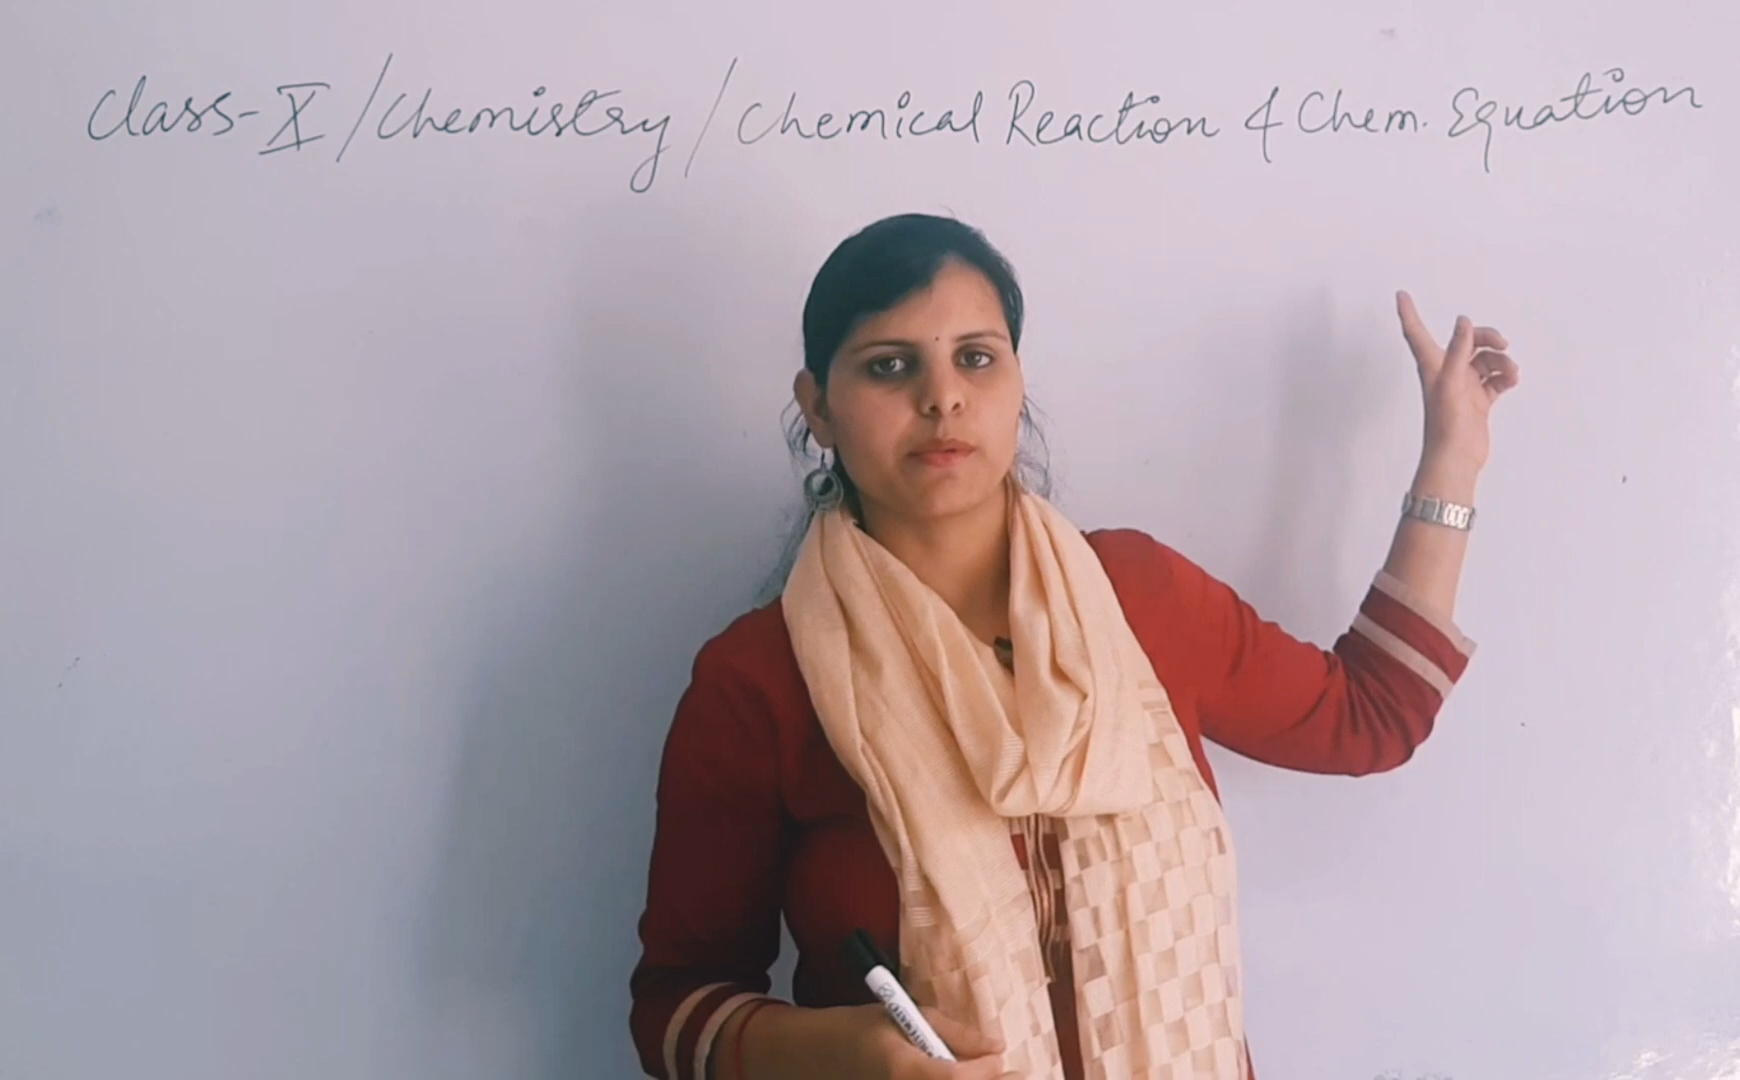 Class-X / Chemistry / Chemical Reaction & Chem. Equation